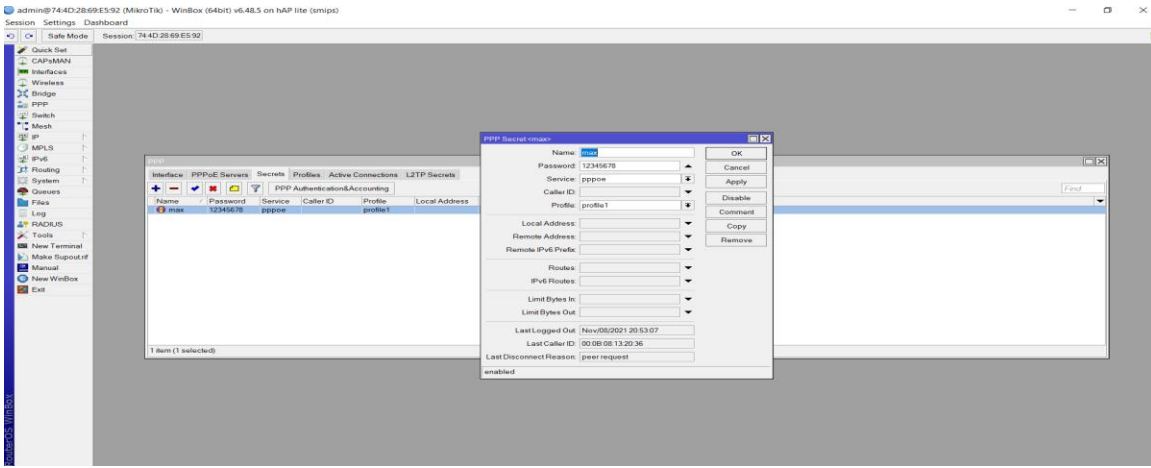 admin@74:4D:28:69:E5:92 (MikroTik) - WinBox (64bit) v6.48.5 on hAP lite (smips)
Session Settings Dashboard
Safe Mode Session: 74:4D:28:69:E5:92
Quick Set
CAPsMAN
Interfaces
Wireless
Bridge
PPP
Switch
Mesh
IP
MPLS
IPv6
Routing
System
Queues
Files
Log
RADIUS
Tools
New Terminal
Make Supout.rif
Manual
New WinBox
Exit
RouterOS WinBox
PPP
Interface PPPoE Servers Secrets Profiles Active Connections L2TP Secrets
PPP Authentication&Accounting
Find
Name Password Service Caller ID Profile Local Address
max 12345678 pppoe profile1
1 item (1 selected)
PPP Secret <max>
Name: max
Password: 12345678
Service: pppoe
Caller ID:
Profile: profile1
Local Address:
Remote Address:
Remote IPv6 Prefix:
Routes:
IPv6 Routes:
Limit Bytes In:
Limit Bytes Out:
Last Logged Out: Nov/08/2021 20:53:07
Last Caller ID: 00:0B:08:13:20:36
Last Disconnect Reason: peer request
enabled
OK
Cancel
Apply
Disable
Comment
Copy
Remove